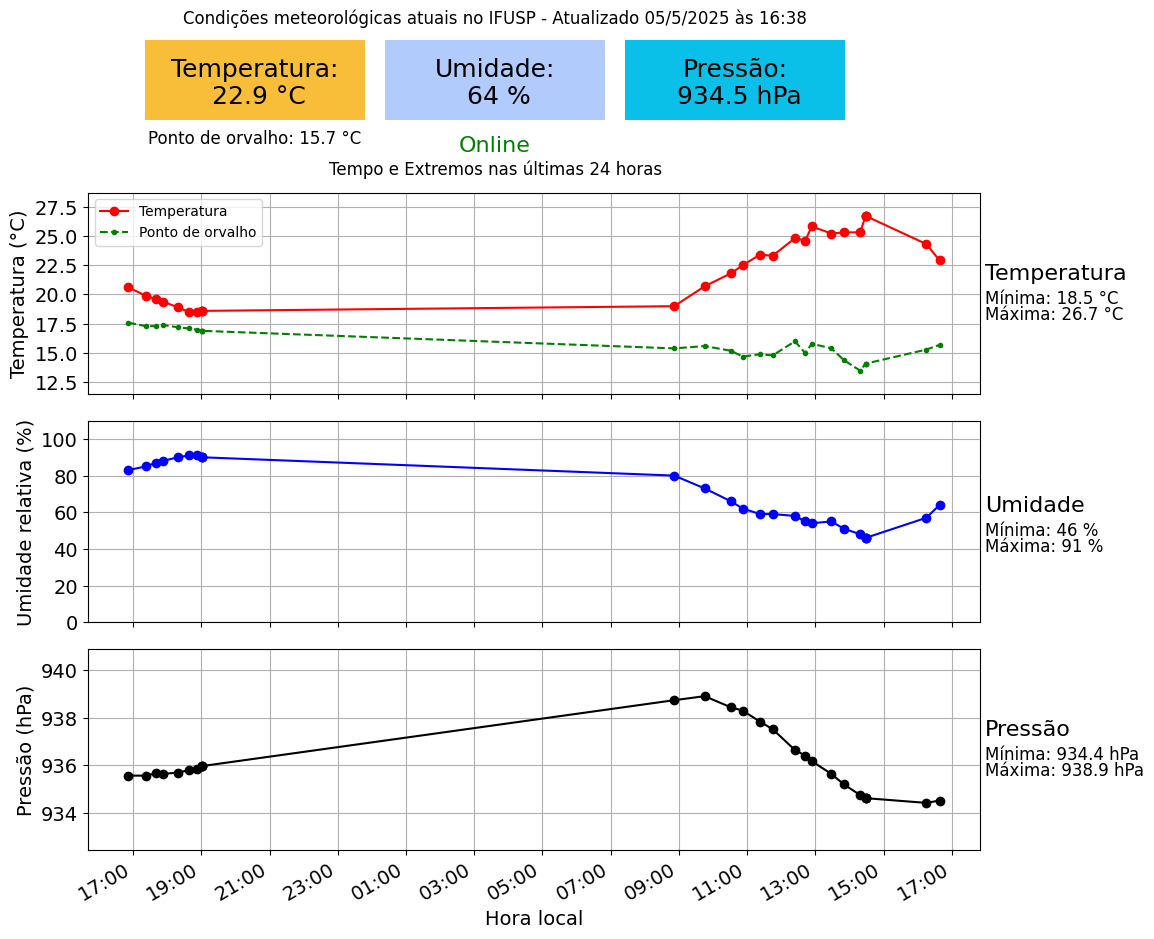 Condições meteorológicas atuais no IFUSP - Atualizado 05/5/2025 às 16:38
Temperatura:
22.9 °C
Umidade:
64 %
Pressão:
934.5 hPa
Ponto de orvalho: 15.7 °C
Online
Tempo e Extremos nas últimas 24 horas
Temperatura (°C)
27.5
25.0
22.5
20.0
17.5
15.0
12.5
Temperatura
Ponto de orvalho
Temperatura
Mínima: 18.5 °C
Máxima: 26.7 °C
Umidade relativa (%)
100
80
60
40
20
0
Umidade
Mínima: 46 %
Máxima: 91 %
Pressão (hPa)
940
938
936
934
Pressão
Mínima: 934.4 hPa
Máxima: 938.9 hPa
17:00 19:00 21:00 23:00 01:00 03:00 05:00 07:00 09:00 11:00 13:00 15:00 17:00
Hora local